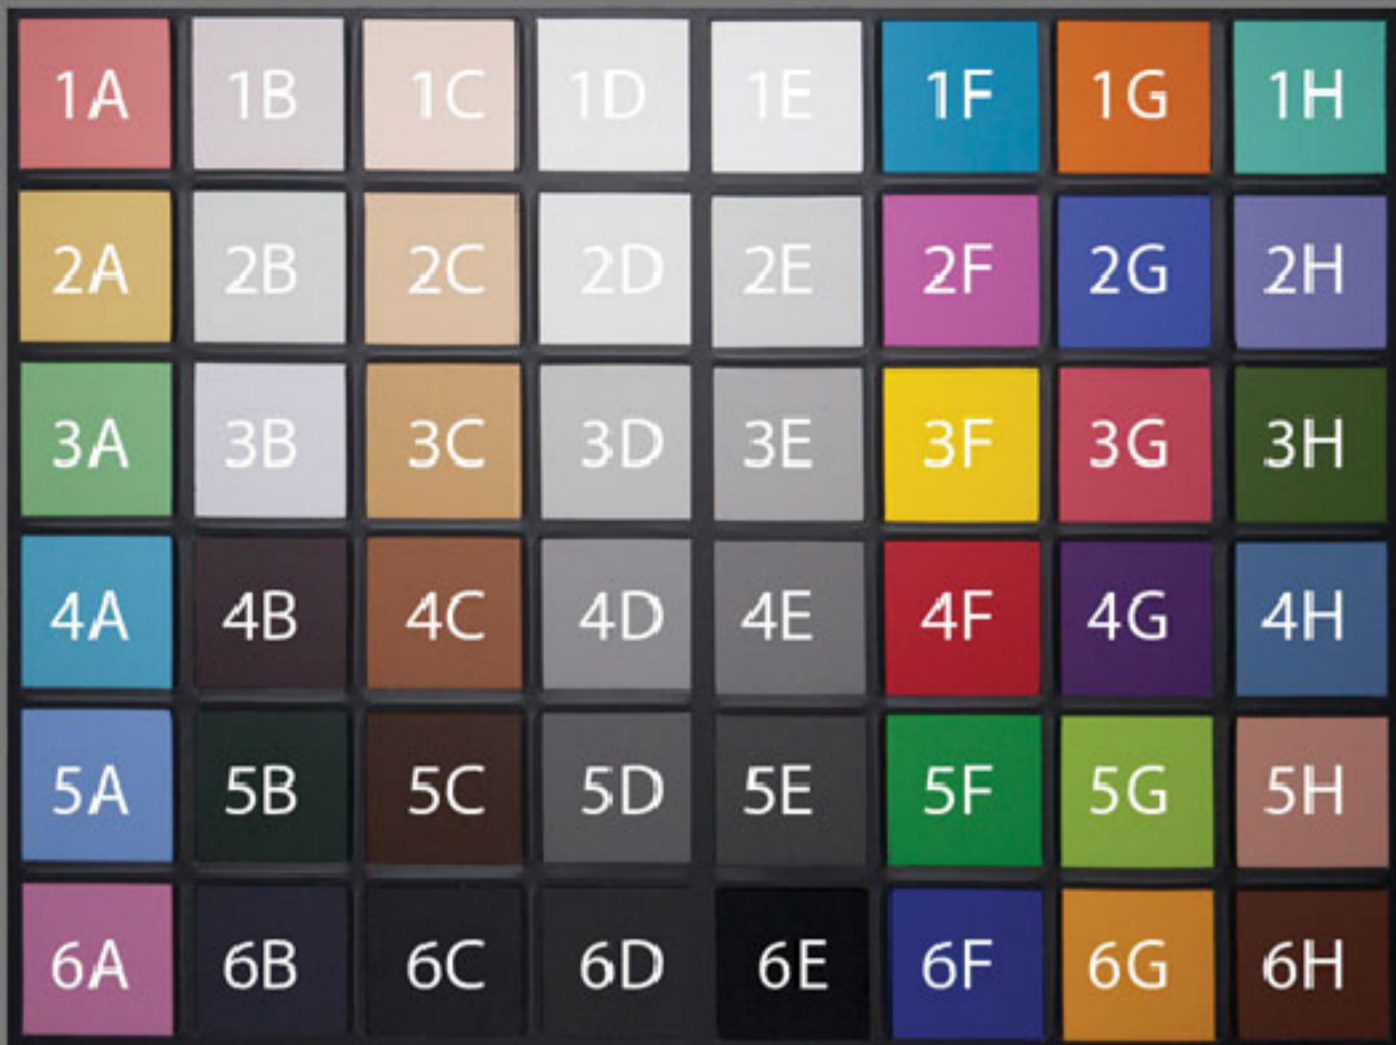 1A 1B 1C 1D 1E 1F 1G 1H
2A 2B 2C 2D 2E 2F 2G 2H
3A 3B 3C 3D 3E 3F 3G 3H
4A 4B 4C 4D 4E 4F 4G 4H
5A 5B 5C 5D 5E 5F 5G 5H
6A 6B 6C 6D 6E 6F 6G 6H